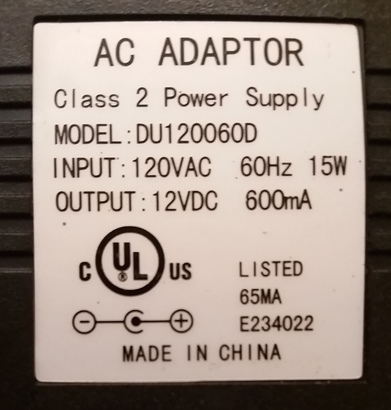 AC ADAPTOR
Class 2 Power Supply
MODEL:DU120060D
INPUT:120VAC 60Hz 15W
OUTPUT:12VDC 600mA
C UL ® US
LISTED
65MA
E234022
MADE IN CHINA